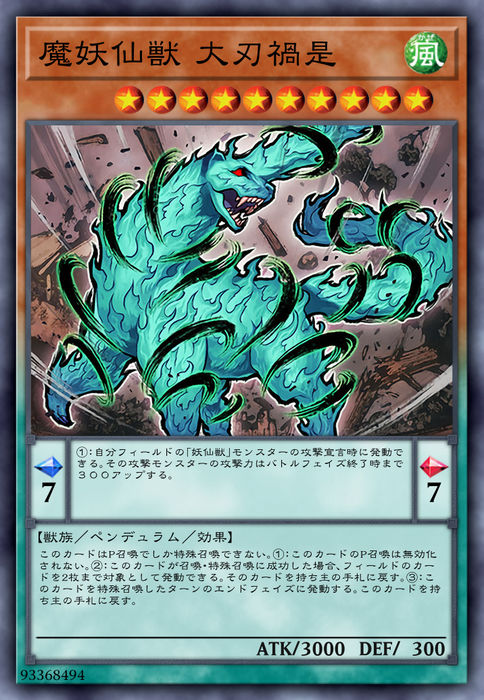 魔妖仙獣 大刃禍是
かぜ
風
①:自分フィールドの「妖仙獣」モンスターの攻撃宣言時に発動で
きる。その攻撃モンスターの攻撃力はバトルフェイズ終了時まで
３００アップする。
7
7
【獣族／ペンデュラム／効果】
このカードはP召喚でしか特殊召喚できない。①:このカードのP召喚は無効化
されない。②:このカードが召喚・特殊召喚に成功した場合、フィールドのカー
ドを2枚まで対象として発動できる。そのカードを持ち主の手札に戻す。③:こ
のカードを特殊召喚したターンのエンドフェイズに発動する。このカードを持
ち主の手札に戻す。
ATK/3000 DEF/ 300
93368494